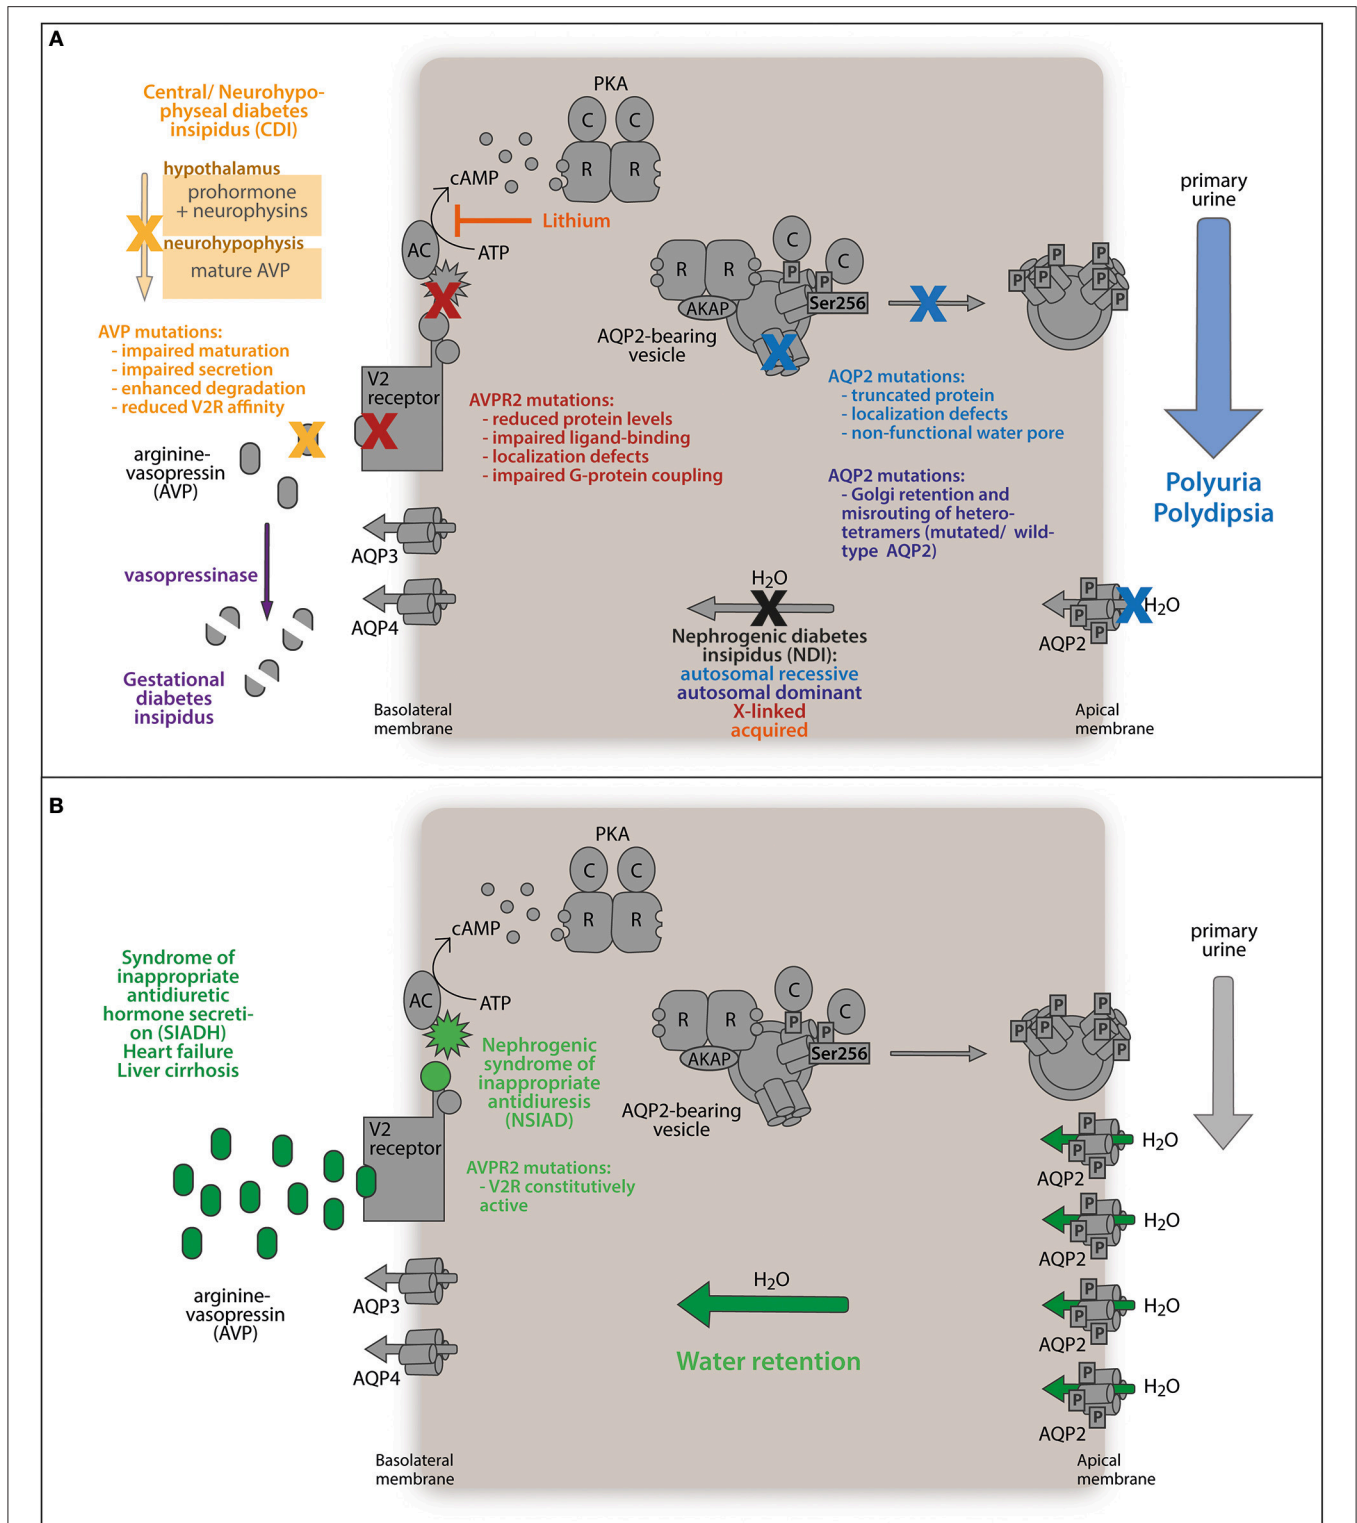 A
Central/ Neurohypo-
physeal diabetes
insipidus (CDI)
hypothalamus
prohormone
+ neurophysins
neurohypophysis
mature AVP
AVP mutations:
- impaired maturation
- impaired secretion
- enhanced degradation
- reduced V2R affinity
arginine-
vasopressin
(AVP)
vasopressinase
Gestational
diabetes
insipidus
PKA
C
C
R
R
cAMP
Lithium
AC
ATP
V2
receptor
AVPR2 mutations:
- reduced protein levels
- impaired ligand-binding
- localization defects
- impaired G-protein coupling
AQP3
AQP4
Basolateral
membrane
C
C
R
R
P
P
AKAP
Ser256
AQP2-bearing
vesicle
AQP2 mutations:
- truncated protein
- localization defects
- non-functional water pore
AQP2 mutations:
- Golgi retention and
misrouting of hetero-
tetramers (mutated/ wild-
type AQP2)
H2O
Nephrogenic diabetes
insipidus (NDI):
autosomal recessive
autosomal dominant
X-linked
acquired
P
P
P
P
P
P
primary
urine
Polyuria
Polydipsia
P
P
P
H2O
AQP2
Apical
membrane
B
Syndrome of
inappropriate
antidiuretic
hormone secreti-
on (SIADH)
Heart failure
Liver cirrhosis
arginine-
vasopressin
(AVP)
PKA
C
C
R
R
cAMP
AC
ATP
Nephrogenic
syndrome of
inappropriate
antidiuresis
(NSIAD)
V2
receptor
AVPR2 mutations:
- V2R constitutively
active
AQP3
AQP4
Basolateral
membrane
C
C
R
R
P
P
AKAP
Ser256
AQP2-bearing
vesicle
H2O
Water retention
P
P
P
P
P
P
primary
urine
P
P
P
H2O
AQP2
P
P
P
H2O
AQP2
P
P
P
H2O
AQP2
P
P
P
H2O
AQP2
Apical
membrane